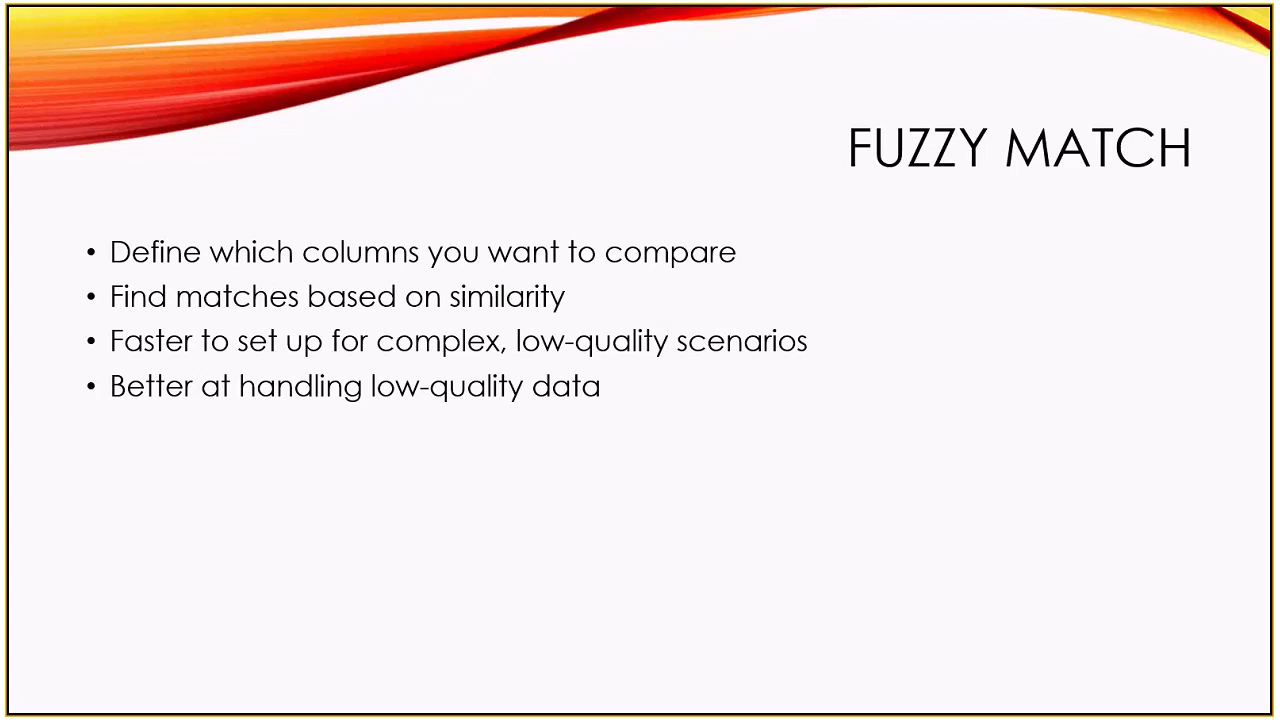 FUZZY MATCH
• Define which columns you want to compare
• Find matches based on similarity
• Faster to set up for complex, low-quality scenarios
• Better at handling low-quality data